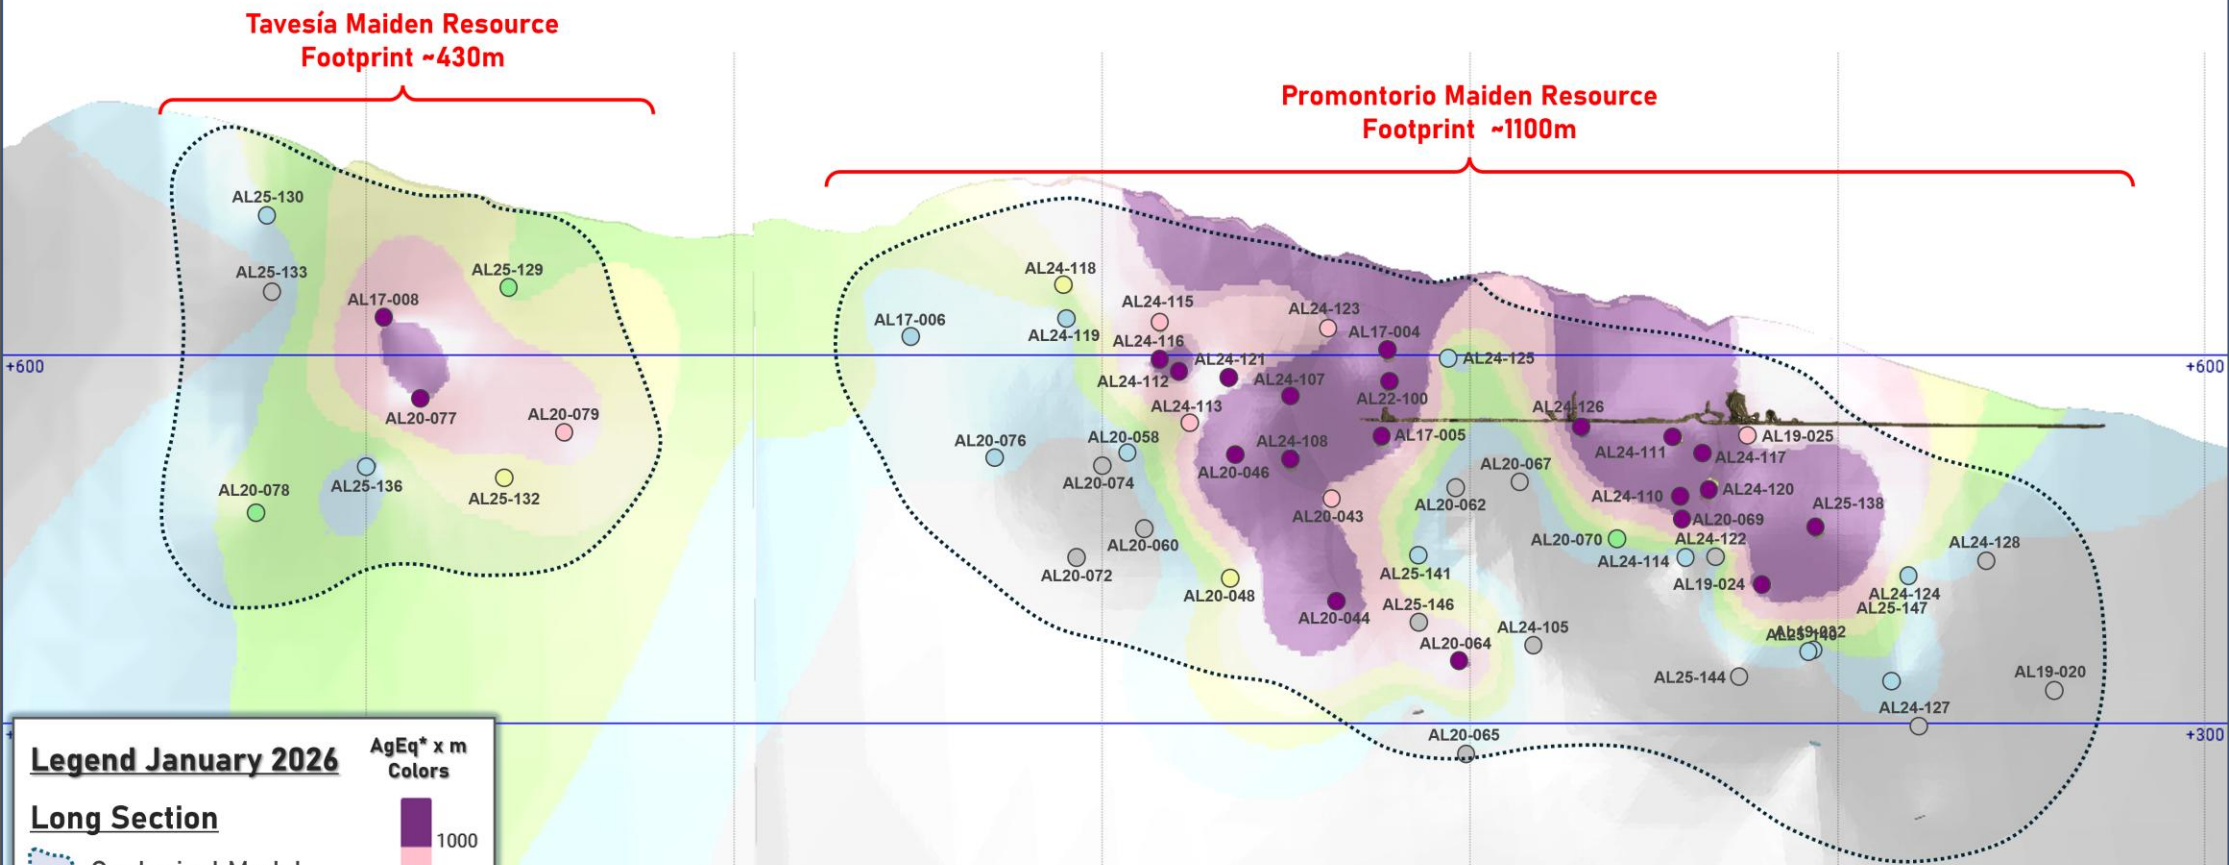 Tavesía Maiden Resource
Footprint ~430m
Promontorio Maiden Resource
Footprint ~1100m
AL25-130
AL25-133
AL25-129
AL17-008
AL20-077
AL20-079
AL25-136
AL25-132
AL20-078
AL24-118
AL24-119
AL17-006
AL24-115
AL24-116
AL24-112
AL24-121
AL24-123
AL17-004
AL24-107
AL22-100
AL24-125
AL24-113
AL24-126
AL20-076
AL20-058
AL20-074
AL24-108
AL20-046
AL17-005
AL19-025
AL24-111
AL24-117
AL20-067
AL20-062
AL20-043
AL24-110
AL24-120
AL25-138
AL20-069
AL20-060
AL20-072
AL20-070
AL24-122
AL24-114
AL24-128
AL25-141
AL19-024
AL20-048
AL24-124
AL25-147
AL20-044
AL25-146
AL24-105
AL20-064
AL25-144
AL19-020
AL24-127
AL20-065
+600
+600
+300
Legend January 2026
AgEq* x m
Colors
Long Section
1000